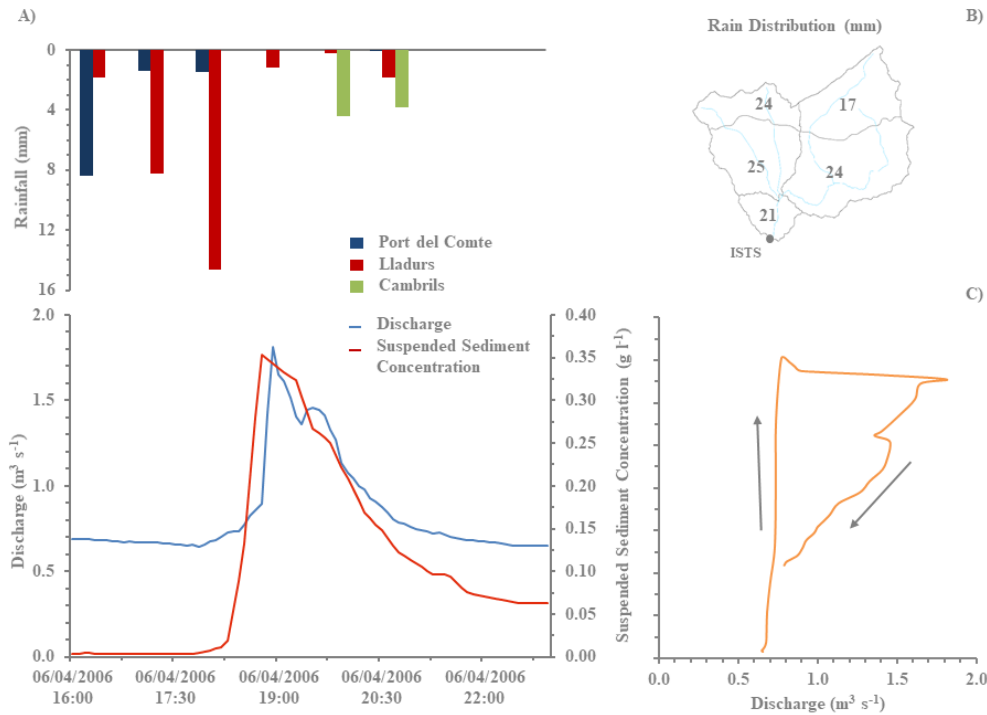 A)
0
4
8
12
16
Rainfall (mm)
Port del Comte
Lladurs
Cambrils
Rain Distribution (mm)
B)
24
17
25
24
21
ISTS
2.0
1.5
1.0
0.5
0.0
Discharge (m³ s⁻¹)
Discharge
Suspended Sediment
Concentration
0.40
0.35
0.30
0.25
0.20
0.15
0.10
0.05
0.00
Suspended Sediment Concentration (g l⁻¹)
06/04/2006
16:00
06/04/2006
17:30
06/04/2006
19:00
06/04/2006
20:30
06/04/2006
22:00
C)
0.0
0.5
1.0
1.5
2.0
Discharge (m³ s⁻¹)